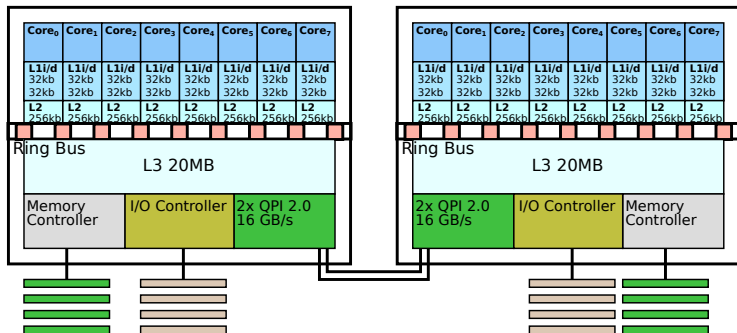 Core₀ Core₁ Core₂ Core₃ Core₄ Core₅ Core₆ Core₇
L1i/d L1i/d L1i/d L1i/d L1i/d L1i/d L1i/d L1i/d
32kb 32kb 32kb 32kb 32kb 32kb 32kb 32kb
32kb 32kb 32kb 32kb 32kb 32kb 32kb 32kb
L2 L2 L2 L2 L2 L2 L2 L2
256kb 256kb 256kb 256kb 256kb 256kb 256kb 256kb
Ring Bus
L3 20MB
Memory Controller
I/O Controller
2x QPI 2.0
16 GB/s
Core₀ Core₁ Core₂ Core₃ Core₄ Core₅ Core₆ Core₇
L1i/d L1i/d L1i/d L1i/d L1i/d L1i/d L1i/d L1i/d
32kb 32kb 32kb 32kb 32kb 32kb 32kb 32kb
32kb 32kb 32kb 32kb 32kb 32kb 32kb 32kb
L2 L2 L2 L2 L2 L2 L2 L2
256kb 256kb 256kb 256kb 256kb 256kb 256kb 256kb
Ring Bus
L3 20MB
2x QPI 2.0
16 GB/s
I/O Controller
Memory
Controller